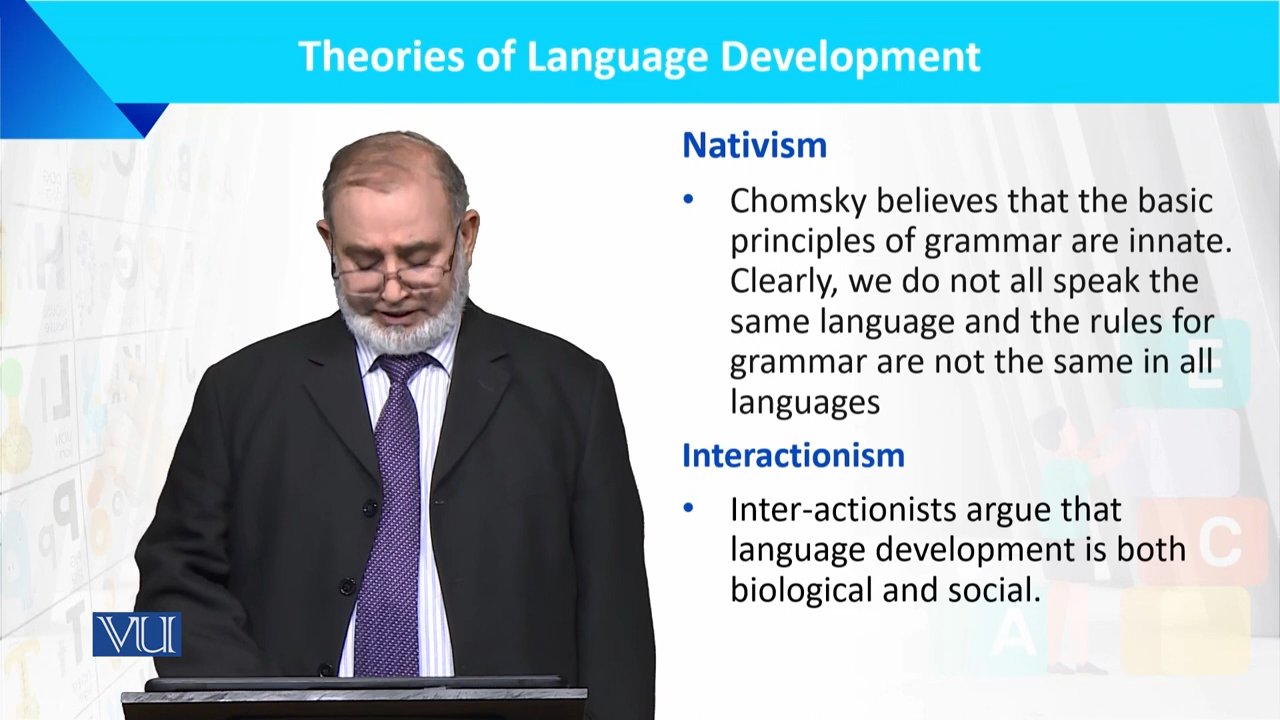 Theories of Language Development
Nativism
• Chomsky believes that the basic
principles of grammar are innate.
Clearly, we do not all speak the
same language and the rules for
grammar are not the same in all
languages
Interactionism
• Inter-actionists argue that
language development is both
biological and social.
VU
E
C
A